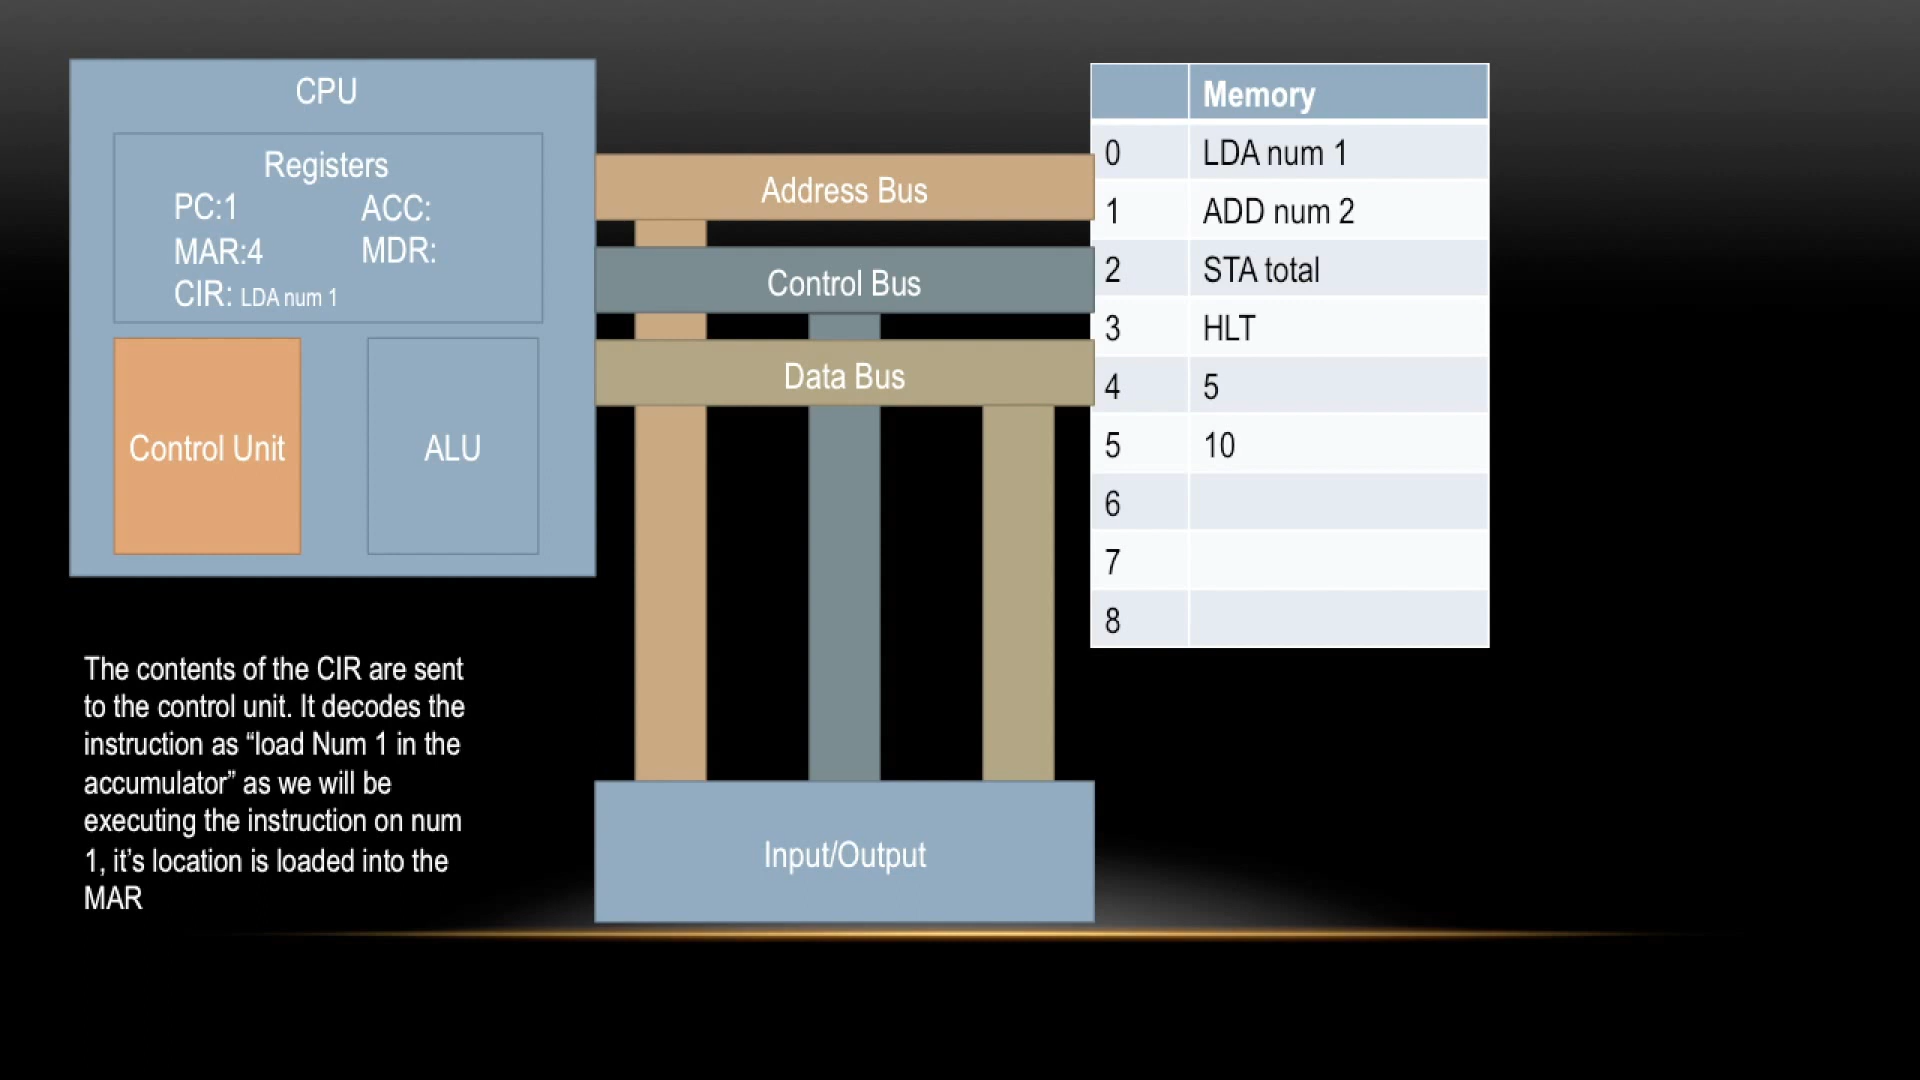 CPU
Registers
PC:1
ACC:
MAR:4
MDR:
CIR: LDA num 1
Control Unit
ALU
Address Bus
Control Bus
Data Bus
Input/Output
Memory
0 LDA num 1
1 ADD num 2
2 STA total
3 HLT
4 5
5 10
6
7
8
The contents of the CIR are sent
to the control unit. It decodes the
instruction as “load Num 1 in the
accumulator” as we will be
executing the instruction on num
1, it’s location is loaded into the
MAR